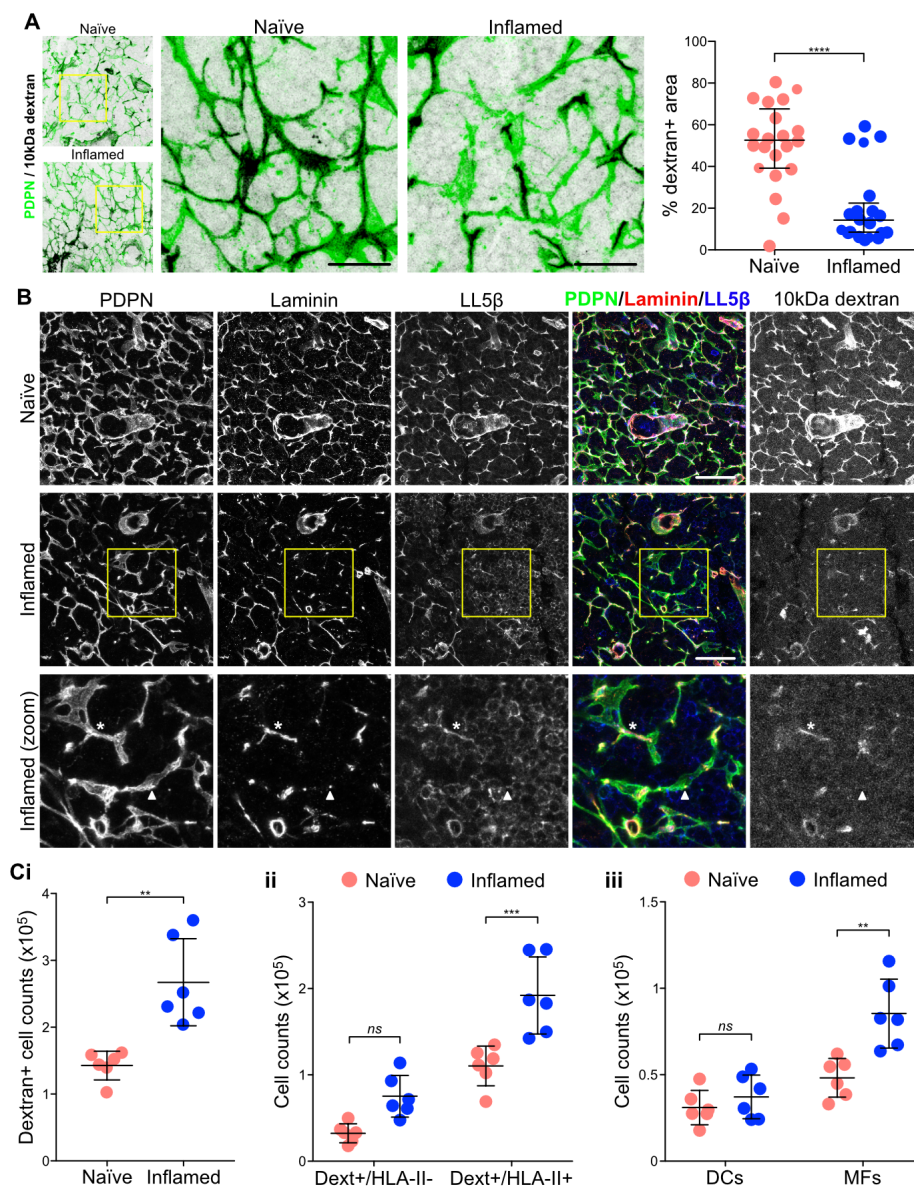 A
Naïve
Naïve
Inflamed
PDPN / 10kDa dextran
Inflamed
% dextran+ area
100
80
60
40
20
0
****
Naïve
Inflamed
B
PDPN
Laminin
LL5β
PDPN/Laminin/LL5β
10kDa dextran
Naïve
Inflamed
Inflamed (zoom)
*
*
*
*
*
Ci
Dextran+ cell counts (x10⁵)
4
3
2
1
0
**
Naïve
Inflamed
ii
Naïve
Inflamed
Cell counts (x10⁵)
3
2
1
0
ns
***
Dext+/HLA-II-
Dext+/HLA-II+
iii
Naïve
Inflamed
Cell counts (x10⁵)
1.5
1
0.5
0
ns
**
DCs
MFs